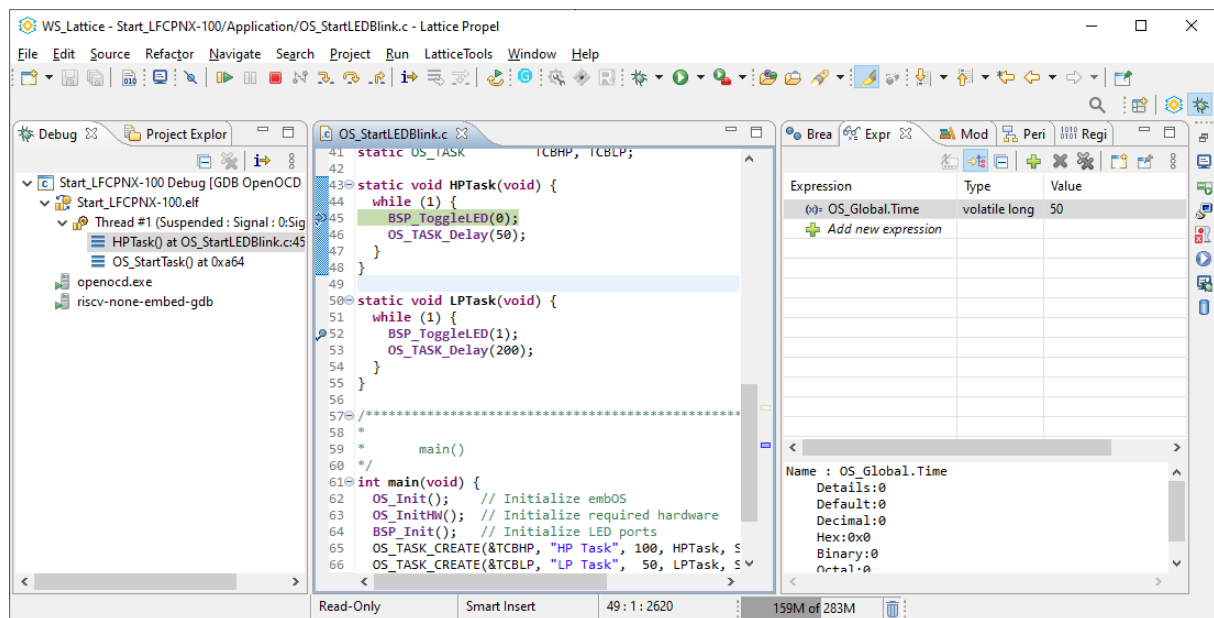 WS_Lattice - Start_LFCPNX-100/Application/OS_StartLEDBlink.c - Lattice Propel
File Edit Source Refactor Navigate Search Project Run LatticeTools Window Help
Debug Project Explor
Start_LFCPNX-100 Debug [GDB OpenOCD
Start_LFCPNX-100.elf
Thread #1 (Suspended : Signal : 0:Sig
HPTask() at OS_StartLEDBlink.c:45
OS_StartTask() at 0xa64
openocd.exe
riscv-none-embed-gdb
OS_StartLEDBlink.c
41 static OS_TASK TCBHP, TCBLP;
42
43 static void HPTask(void) {
44 while (1) {
45 BSP_ToggleLED(0);
46 OS_TASK_Delay(50);
47 }
48 }
49
50 static void LPTask(void) {
51 while (1) {
52 BSP_ToggleLED(1);
53 OS_TASK_Delay(200);
54 }
55 }
56
57 /*************************************************
58 *
59 * main()
60 */
61 int main(void) {
62 OS_Init(); // Initialize embOS
63 OS_InitHW(); // Initialize required hardware
64 BSP_Init(); // Initialize LED ports
65 OS_TASK_CREATE(&TCBHP, "HP Task", 100, HPTask, S
66 OS_TASK_CREATE(&TCBLP, "LP Task", 50, LPTask, S
Brea Expr Mod Peri Regi
Expression Type Value
(x)= OS_Global.Time volatile long 50
Add new expression
Name : OS_Global.Time
Details:0
Default:0
Decimal:0
Hex:0x0
Binary:0
Octal:0
Read-Only Smart Insert 49 : 1 : 2620 159M of 283M